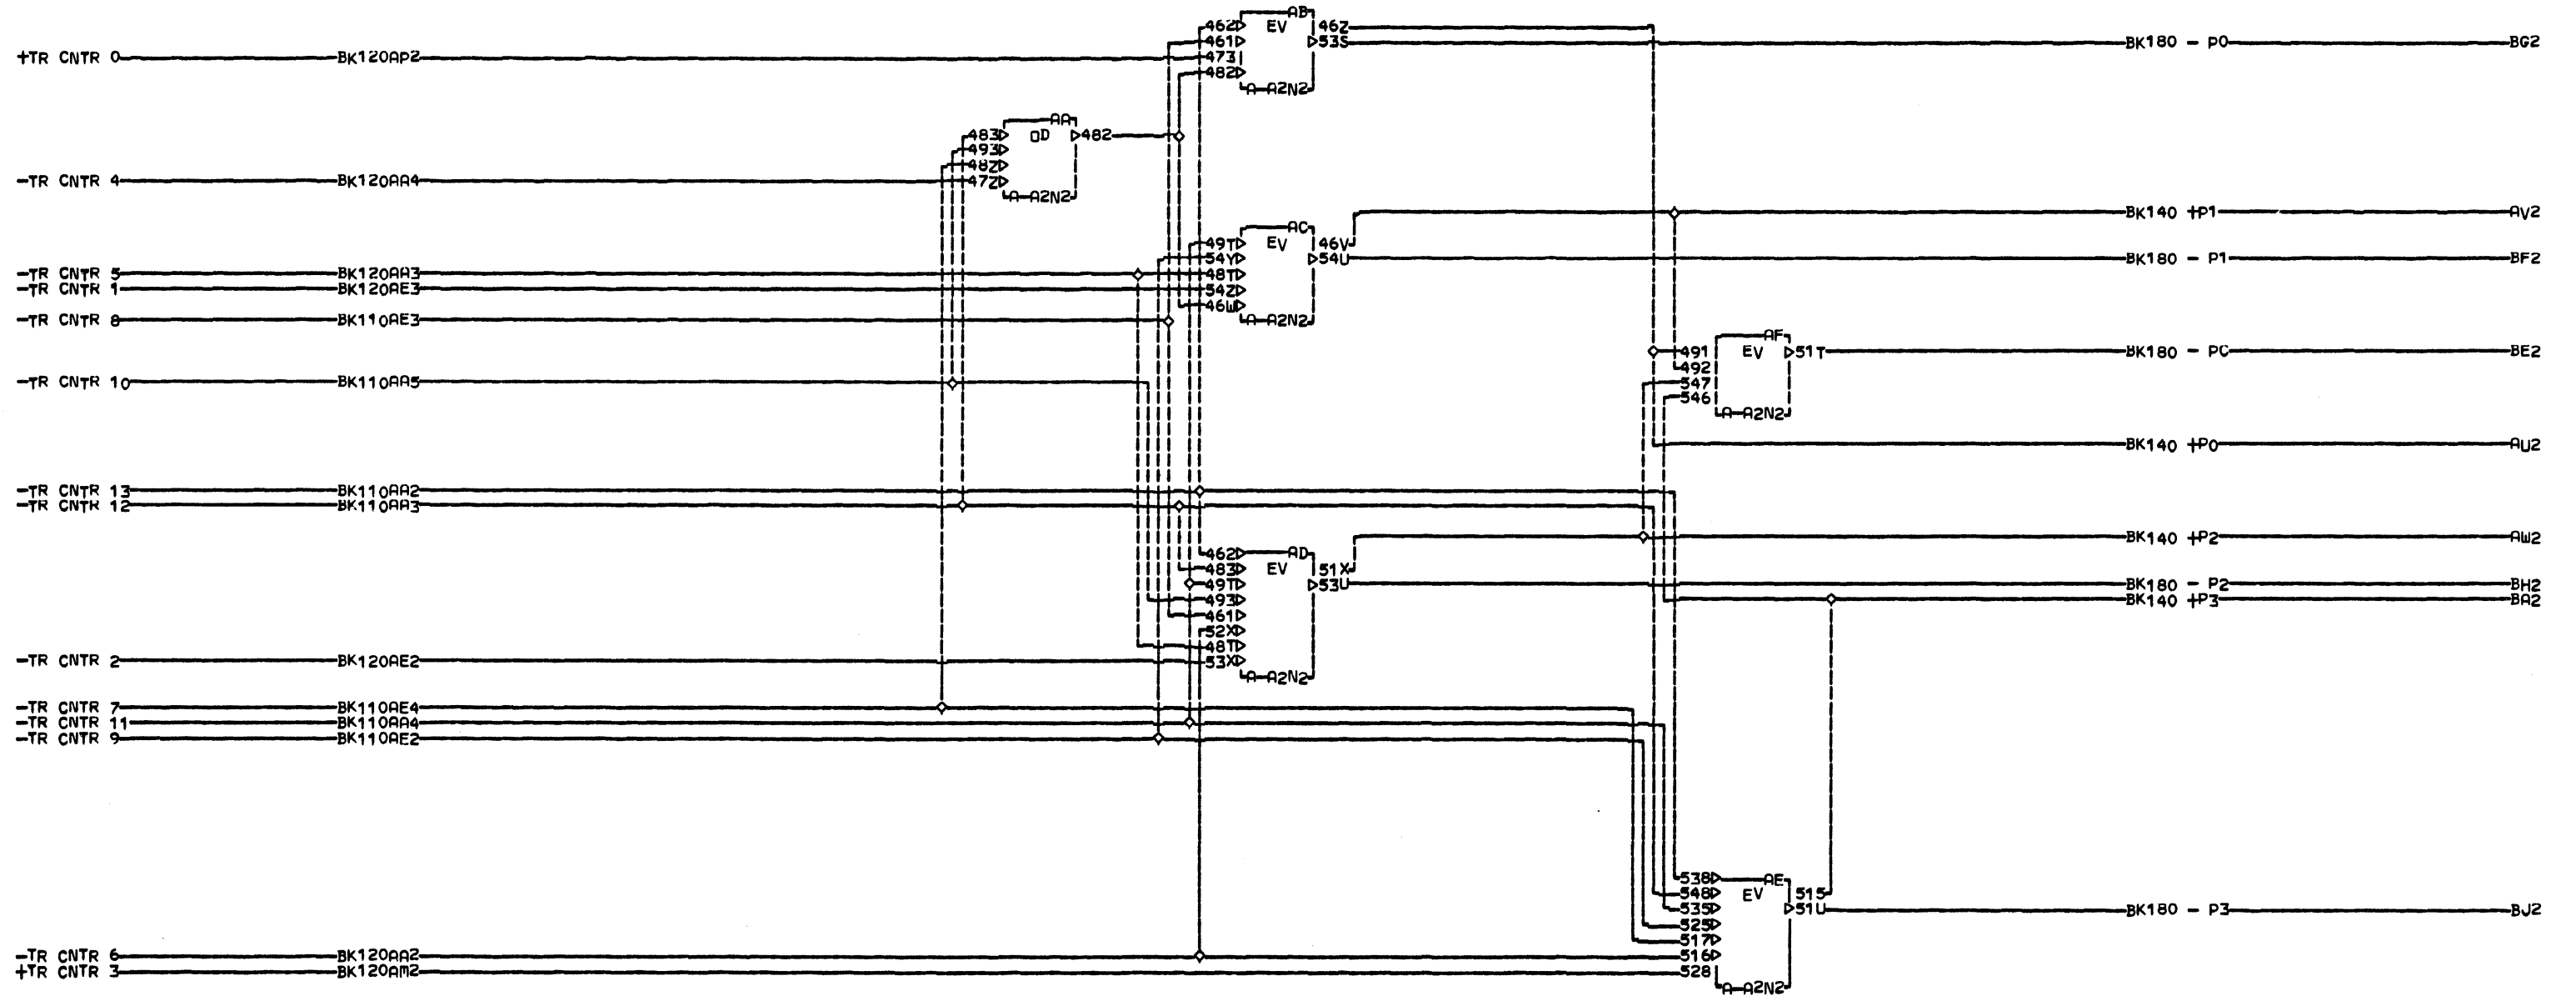 AB
462 EV 46Z
461 53S BK180 - P0 BG2
+TR CNTR 0 BK120AP2 473
482
A-A2N2
AA
483 OD 482
493
48Z
-TR CNTR 4 BK120AA4 47Z
A-A2N2
BK140 +P1 AV2
AC
49T EV 46V
54Y 54U BK180 - P1 BF2
-TR CNTR 5 BK120AA3 48T
-TR CNTR 1 BK120AE3 54Z
46W
-TR CNTR 8 BK110AE3 A-A2N2
AF
491 EV 51T BK180 - PC BE2
492
-TR CNTR 10 BK110AA5 547
546
A-A2N2
BK140 +P0 AU2
-TR CNTR 13 BK110AA2
-TR CNTR 12 BK110AA3
BK140 +P2 AW2
462 AD
483 EV 51X
49T 53U BK180 - P2 BH2
493 BK140 +P3 BA2
461
52X
48T
-TR CNTR 2 BK120AE2 53X
A-A2N2
-TR CNTR 7 BK110AE4
-TR CNTR 11 BK110AA4
-TR CNTR 9 BK110AE2
538 AE
548 EV 515
535 51U BK180 - P3 BJ2
525
517
-TR CNTR 6 BK120AA2 516
+TR CNTR 3 BK120AM2 528
A-A2N2